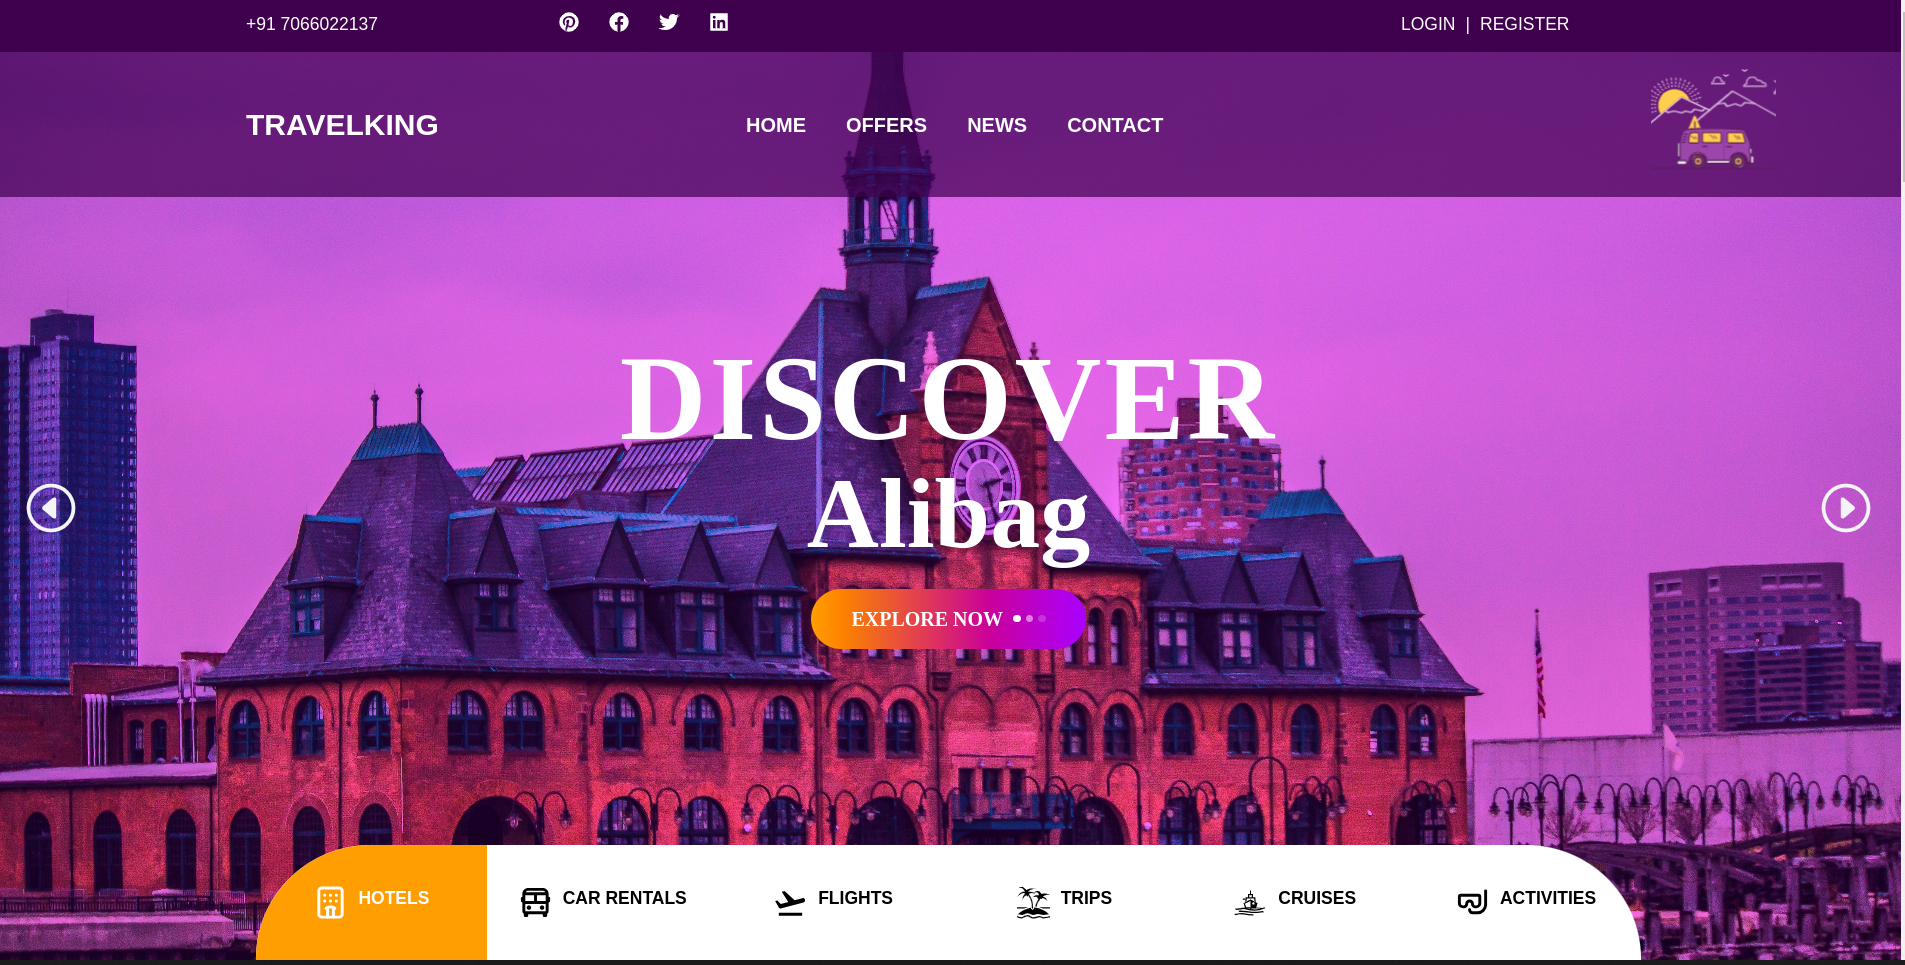 +91 7066022137
LOGIN | REGISTER
TRAVELKING
HOME OFFERS NEWS CONTACT
DISCOVER
Alibag
EXPLORE NOW
HOTELS CAR RENTALS FLIGHTS TRIPS CRUISES ACTIVITIES